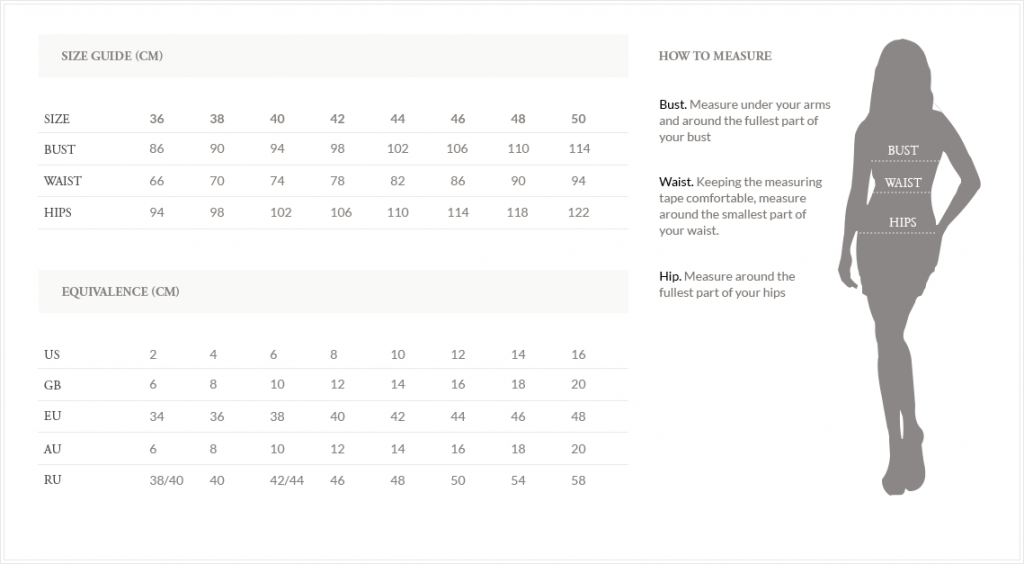 SIZE GUIDE (CM)
SIZE 36 38 40 42 44 46 48 50
BUST 86 90 94 98 102 106 110 114
WAIST 66 70 74 78 82 86 90 94
HIPS 94 98 102 106 110 114 118 122
EQUIVALENCE (CM)
US 2 4 6 8 10 12 14 16
GB 6 8 10 12 14 16 18 20
EU 34 36 38 40 42 44 46 48
AU 6 8 10 12 14 16 18 20
RU 38/40 40 42/44 46 48 50 54 58
HOW TO MEASURE
Bust. Measure under your arms
and around the fullest part of
your bust
Waist. Keeping the measuring
tape comfortable, measure
around the smallest part of
your waist.
Hip. Measure around the
fullest part of your hips
BUST
WAIST
HIPS